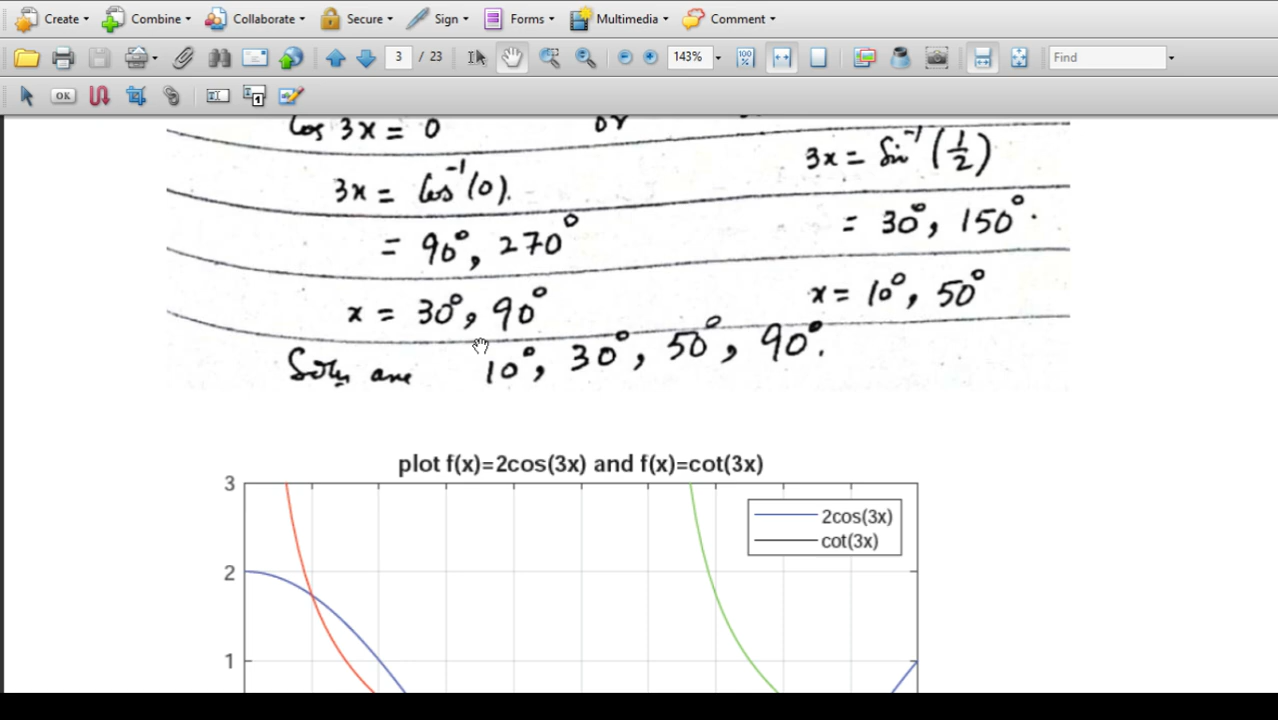 Create Combine Collaborate Secure Sign Forms Multimedia Comment
3 / 23 143% Find
OK
Cos 3x = 0 or
3x = Cos⁻¹(0). 3x = Sin⁻¹(1/2)
= 90°, 270° = 30°, 150°.
x = 30°, 90° x = 10°, 50°
Soln are 10°, 30°, 50°, 90°.
plot f(x)=2cos(3x) and f(x)=cot(3x)
3
2cos(3x)
cot(3x)
2
1